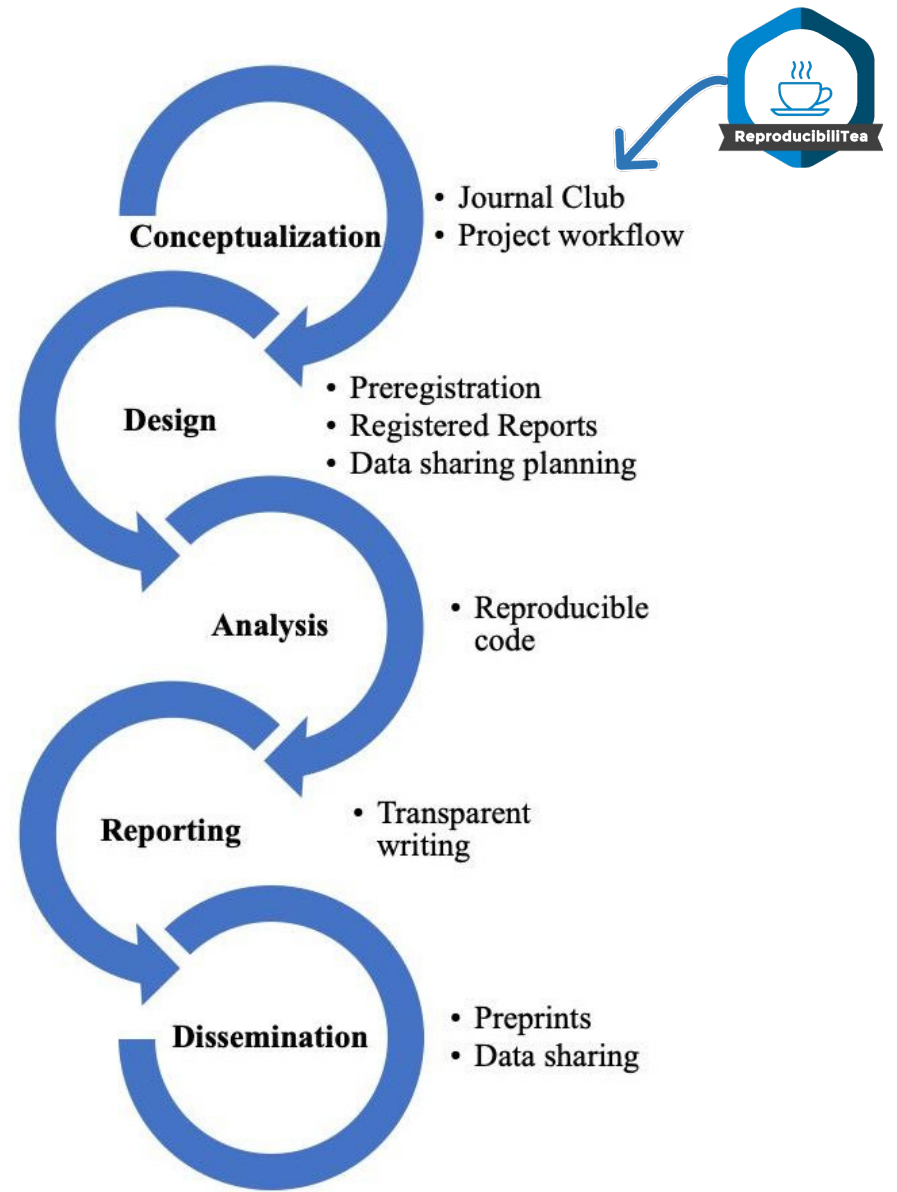 ReproducibiliTea
• Journal Club
Conceptualization
• Project workflow
• Preregistration
Design
• Registered Reports
• Data sharing planning
Analysis
• Reproducible
code
Reporting
• Transparent
writing
Dissemination
• Preprints
• Data sharing